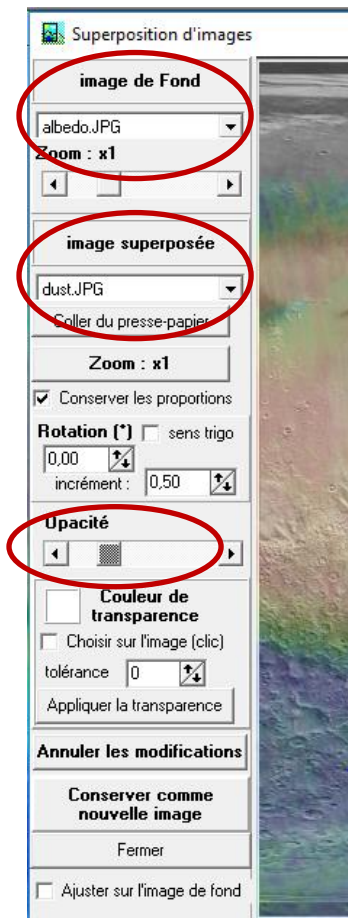 Superposition d'images
image de Fond
albedo.JPG
Zoom : x1
image superposée
dust.JPG
Coller du presse-papier
Zoom : x1
Conserver les proportions
Rotation (*) sens trigo
0,00
incrément : 0,50
Opacité
Couleur de
transparence
Choisir sur l'image (clic)
tolérance 0
Appliquer la transparence
Annuler les modifications
Conserver comme
nouvelle image
Fermer
Ajuster sur l'image de fond